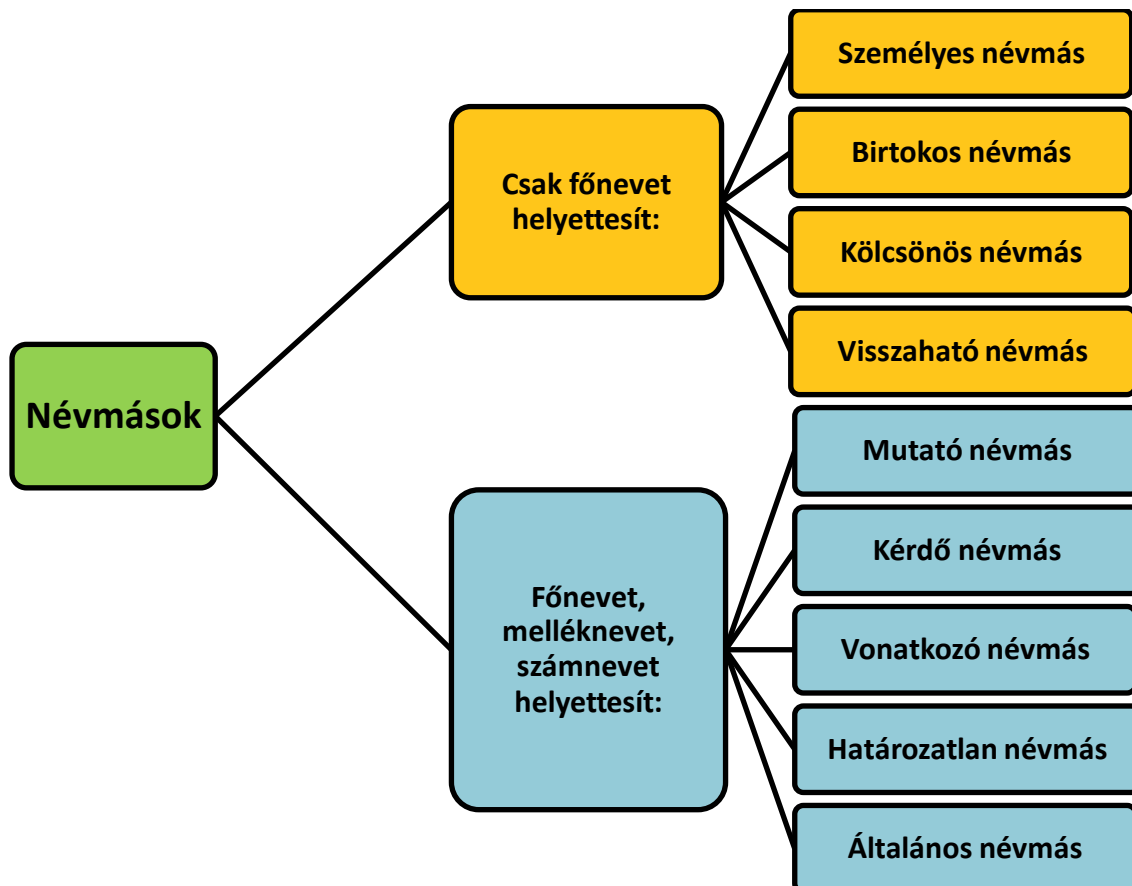 Névmások
Csak főnevet
helyettesít:
Személyes névmás
Birtokos névmás
Kölcsönös névmás
Visszaható névmás
Főnevet,
melléknevet,
számnevet
helyettesít:
Mutató névmás
Kérdő névmás
Vonatkozó névmás
Határozatlan névmás
Általános névmás